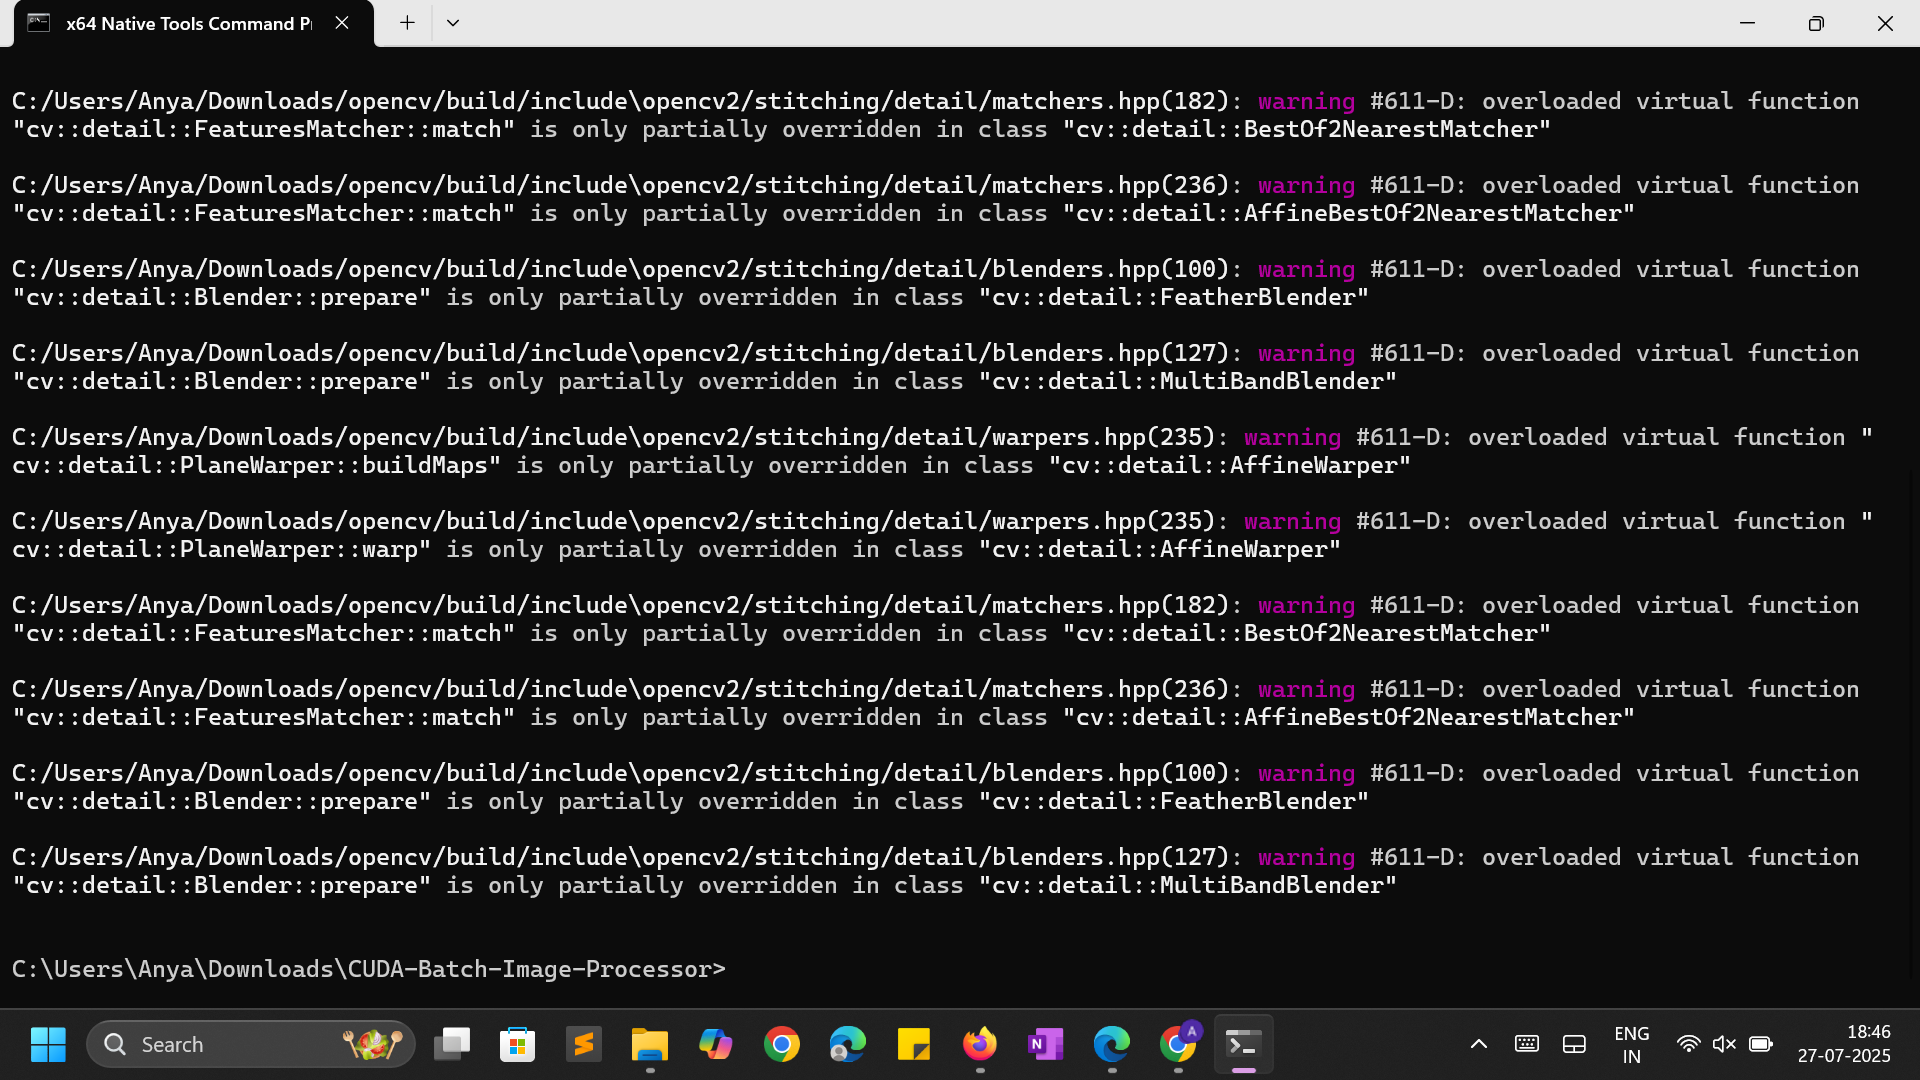 x64 Native Tools Command P
C:/Users/Anya/Downloads/opencv/build/include\opencv2/stitching/detail/matchers.hpp(182): warning #611-D: overloaded virtual function
"cv::detail::FeaturesMatcher::match" is only partially overridden in class "cv::detail::BestOf2NearestMatcher"
C:/Users/Anya/Downloads/opencv/build/include\opencv2/stitching/detail/matchers.hpp(236): warning #611-D: overloaded virtual function
"cv::detail::FeaturesMatcher::match" is only partially overridden in class "cv::detail::AffineBestOf2NearestMatcher"
C:/Users/Anya/Downloads/opencv/build/include\opencv2/stitching/detail/blenders.hpp(100): warning #611-D: overloaded virtual function
"cv::detail::Blender::prepare" is only partially overridden in class "cv::detail::FeatherBlender"
C:/Users/Anya/Downloads/opencv/build/include\opencv2/stitching/detail/blenders.hpp(127): warning #611-D: overloaded virtual function
"cv::detail::Blender::prepare" is only partially overridden in class "cv::detail::MultiBandBlender"
C:/Users/Anya/Downloads/opencv/build/include\opencv2/stitching/detail/warpers.hpp(235): warning #611-D: overloaded virtual function "
cv::detail::PlaneWarper::buildMaps" is only partially overridden in class "cv::detail::AffineWarper"
C:/Users/Anya/Downloads/opencv/build/include\opencv2/stitching/detail/warpers.hpp(235): warning #611-D: overloaded virtual function "
cv::detail::PlaneWarper::warp" is only partially overridden in class "cv::detail::AffineWarper"
C:/Users/Anya/Downloads/opencv/build/include\opencv2/stitching/detail/matchers.hpp(182): warning #611-D: overloaded virtual function
"cv::detail::FeaturesMatcher::match" is only partially overridden in class "cv::detail::BestOf2NearestMatcher"
C:/Users/Anya/Downloads/opencv/build/include\opencv2/stitching/detail/matchers.hpp(236): warning #611-D: overloaded virtual function
"cv::detail::FeaturesMatcher::match" is only partially overridden in class "cv::detail::AffineBestOf2NearestMatcher"
C:/Users/Anya/Downloads/opencv/build/include\opencv2/stitching/detail/blenders.hpp(100): warning #611-D: overloaded virtual function
"cv::detail::Blender::prepare" is only partially overridden in class "cv::detail::FeatherBlender"
C:/Users/Anya/Downloads/opencv/build/include\opencv2/stitching/detail/blenders.hpp(127): warning #611-D: overloaded virtual function
"cv::detail::Blender::prepare" is only partially overridden in class "cv::detail::MultiBandBlender"
C:\Users\Anya\Downloads\CUDA-Batch-Image-Processor>
Search
ENG
IN
18:46
27-07-2025